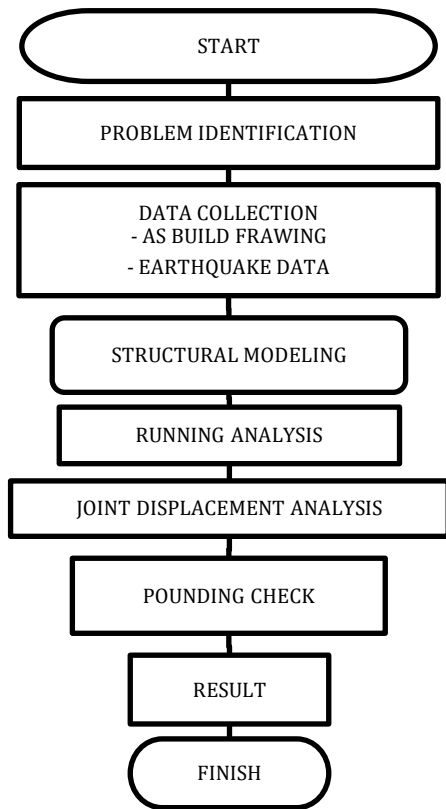 START
PROBLEM IDENTIFICATION
DATA COLLECTION
- AS BUILD FRAWING
- EARTHQUAKE DATA
STRUCTURAL MODELING
RUNNING ANALYSIS
JOINT DISPLACEMENT ANALYSIS
POUNDING CHECK
RESULT
FINISH